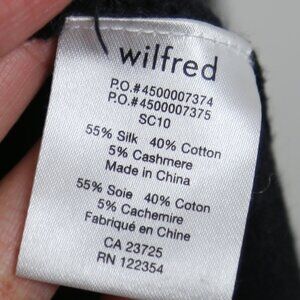 wilfred
P.O.#4500007374
P.O.#4500007375
SC10
55% Silk 40% Cotton
5% Cashmere
Made in China
55% Soie 40% Coton
5% Cachemire
Fabriqué en Chine
CA 23725
RN 122354